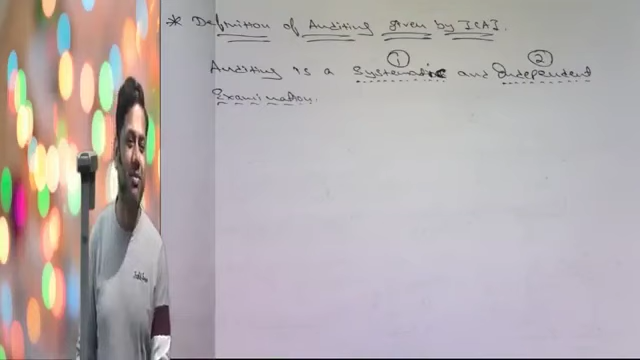 * Definition of Auditing given by ICAI.
① ②
Auditing is a Systematic and Independent
Examination.